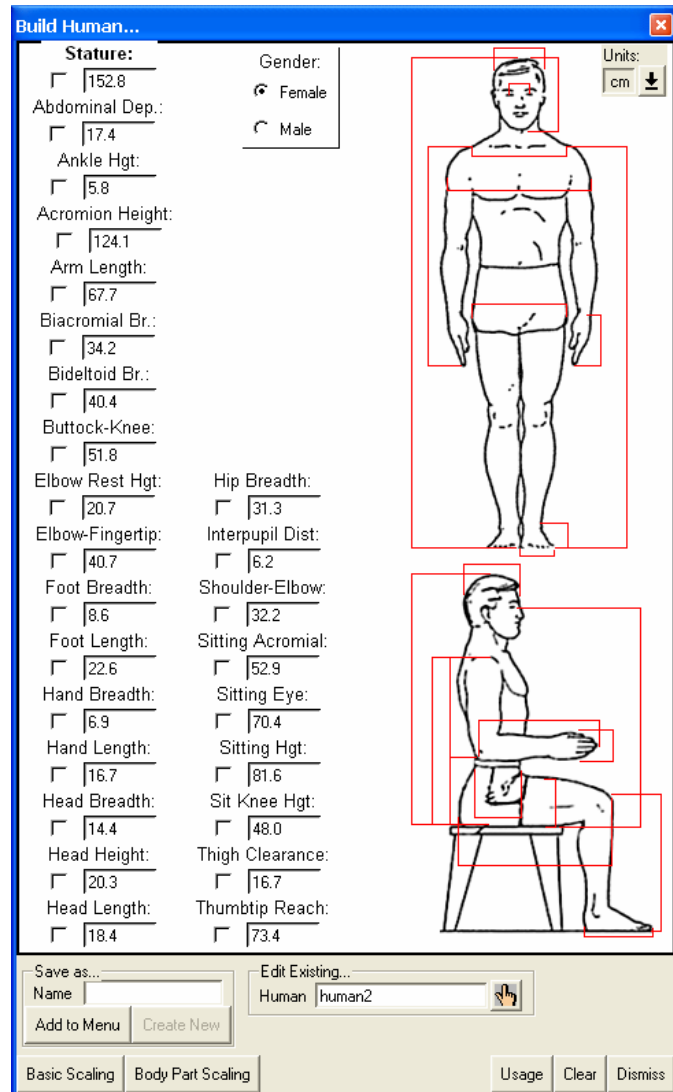 Build Human...
Stature:
152.8
Gender:
Female
Male
Units:
cm
Abdominal Dep.:
17.4
Ankle Hgt:
5.8
Acromion Height:
124.1
Arm Length:
67.7
Biacromial Br.:
34.2
Bideltoid Br.:
40.4
Buttock-Knee:
51.8
Elbow Rest Hgt: Hip Breadth:
20.7 31.3
Elbow-Fingertip: Interpupil Dist:
40.7 6.2
Foot Breadth: Shoulder-Elbow:
8.6 32.2
Foot Length: Sitting Acromial:
22.6 52.9
Hand Breadth: Sitting Eye:
6.9 70.4
Hand Length: Sitting Hgt:
16.7 81.6
Head Breadth: Sit Knee Hgt:
14.4 48.0
Head Height: Thigh Clearance:
20.3 16.7
Head Length: Thumbtip Reach:
18.4 73.4
Save as... Edit Existing...
Name Human human2
Add to Menu Create New
Basic Scaling Body Part Scaling Usage Clear Dismiss